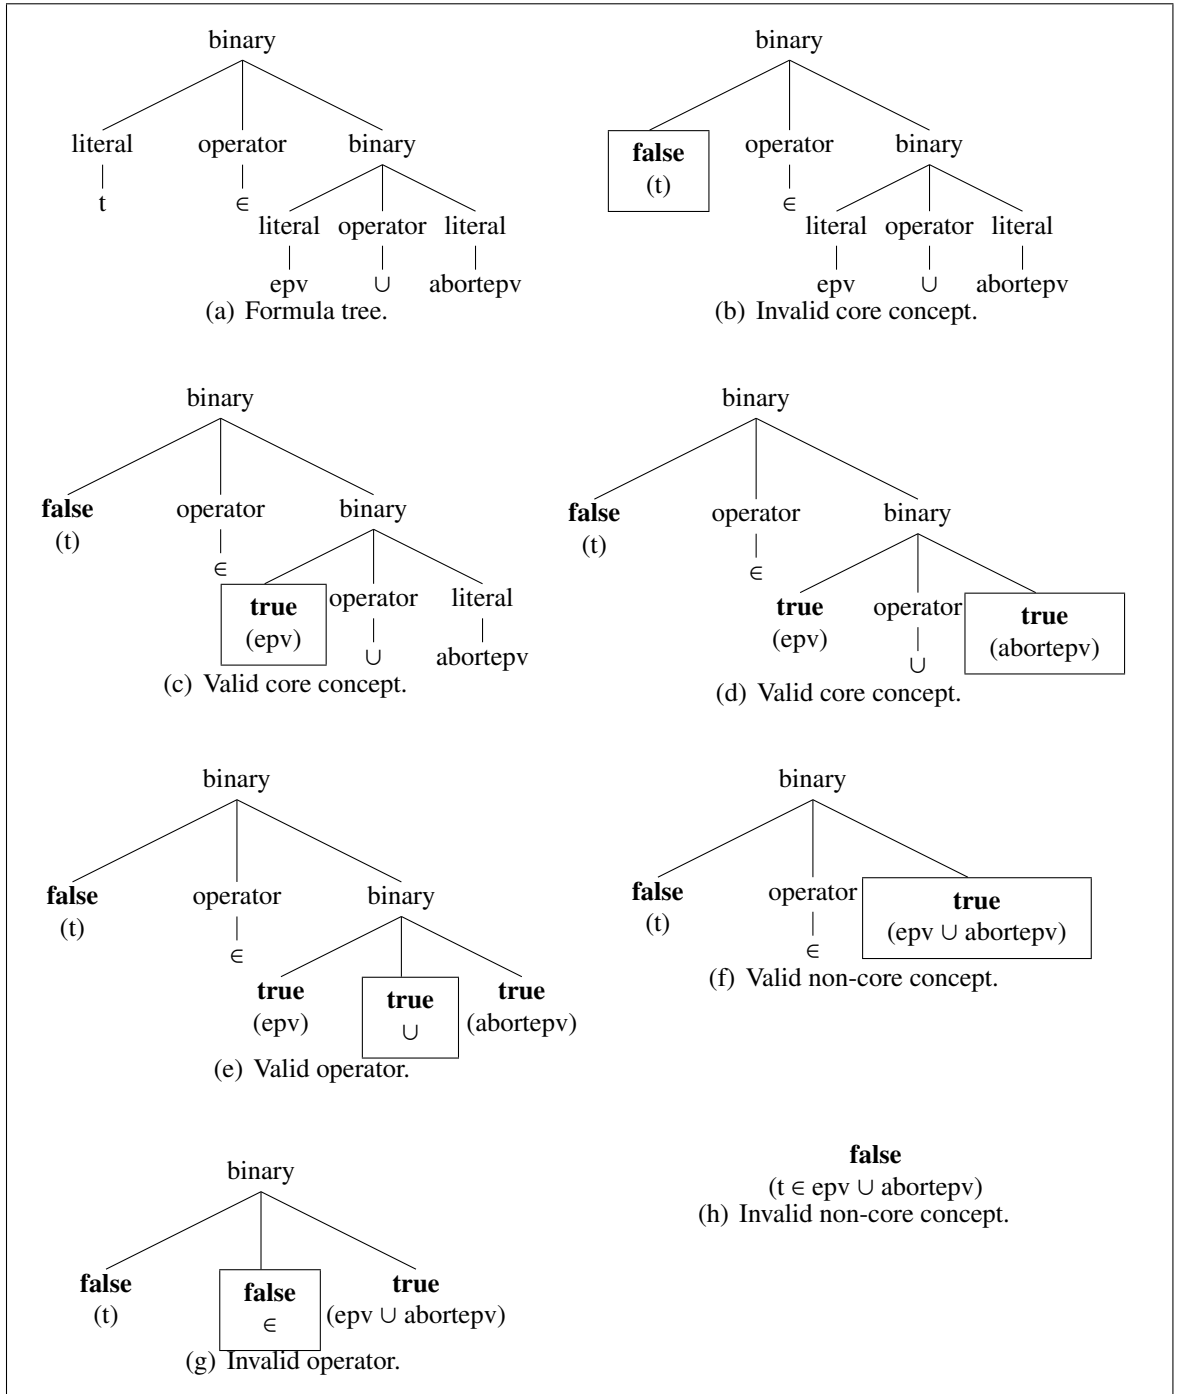 binary
literal operator binary
t ∈
literal operator literal
epv ∪ abortepv
(a) Formula tree.
binary
false operator binary
(t)
∈
literal operator literal
epv ∪ abortepv
(b) Invalid core concept.
binary
false operator binary
(t)
∈
true operator literal
(epv)
∪ abortepv
(c) Valid core concept.
binary
false operator binary
(t)
∈
true operator true
(epv) (abortepv)
∪
(d) Valid core concept.
binary
false operator binary
(t)
∈
true true true
(epv) ∪ (abortepv)
(e) Valid operator.
binary
false operator true
(t) (epv ∪ abortepv)
∈
(f) Valid non-core concept.
binary
false false true
(t) ∈ (epv ∪ abortepv)
(g) Invalid operator.
false
(t ∈ epv ∪ abortepv)
(h) Invalid non-core concept.